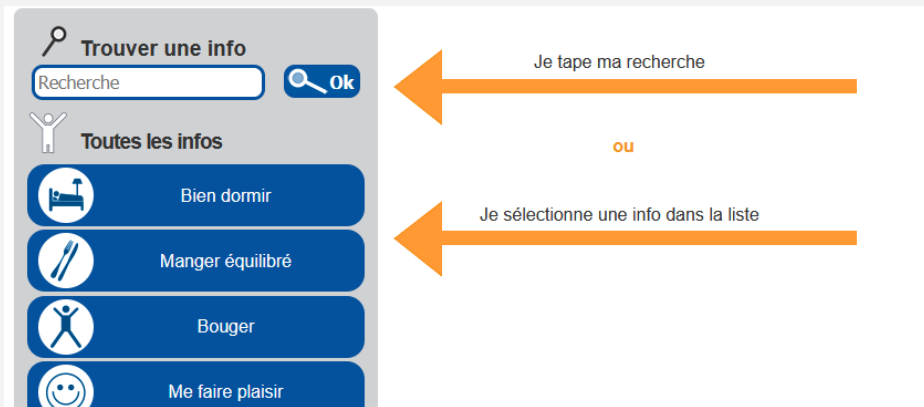 Trouver une info
Recherche
Ok
Je tape ma recherche
Toutes les infos
ou
Bien dormir
Je sélectionne une info dans la liste
Manger équilibré
Bouger
Me faire plaisir